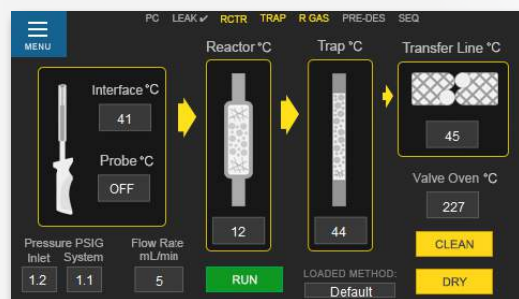 PC LEAK✔ RCTR TRAP R GAS PRE-DES SEQ
MENU
Reactor °C
Trap °C
Transfer Line °C
Interface °C
41
Probe °C
OFF
12
44
45
Valve Oven °C
227
Pressure PSIG
Inlet System
1.2 1.1
Flow Rate
mL/min
5
RUN
LOADED METHOD:
Default
CLEAN
DRY